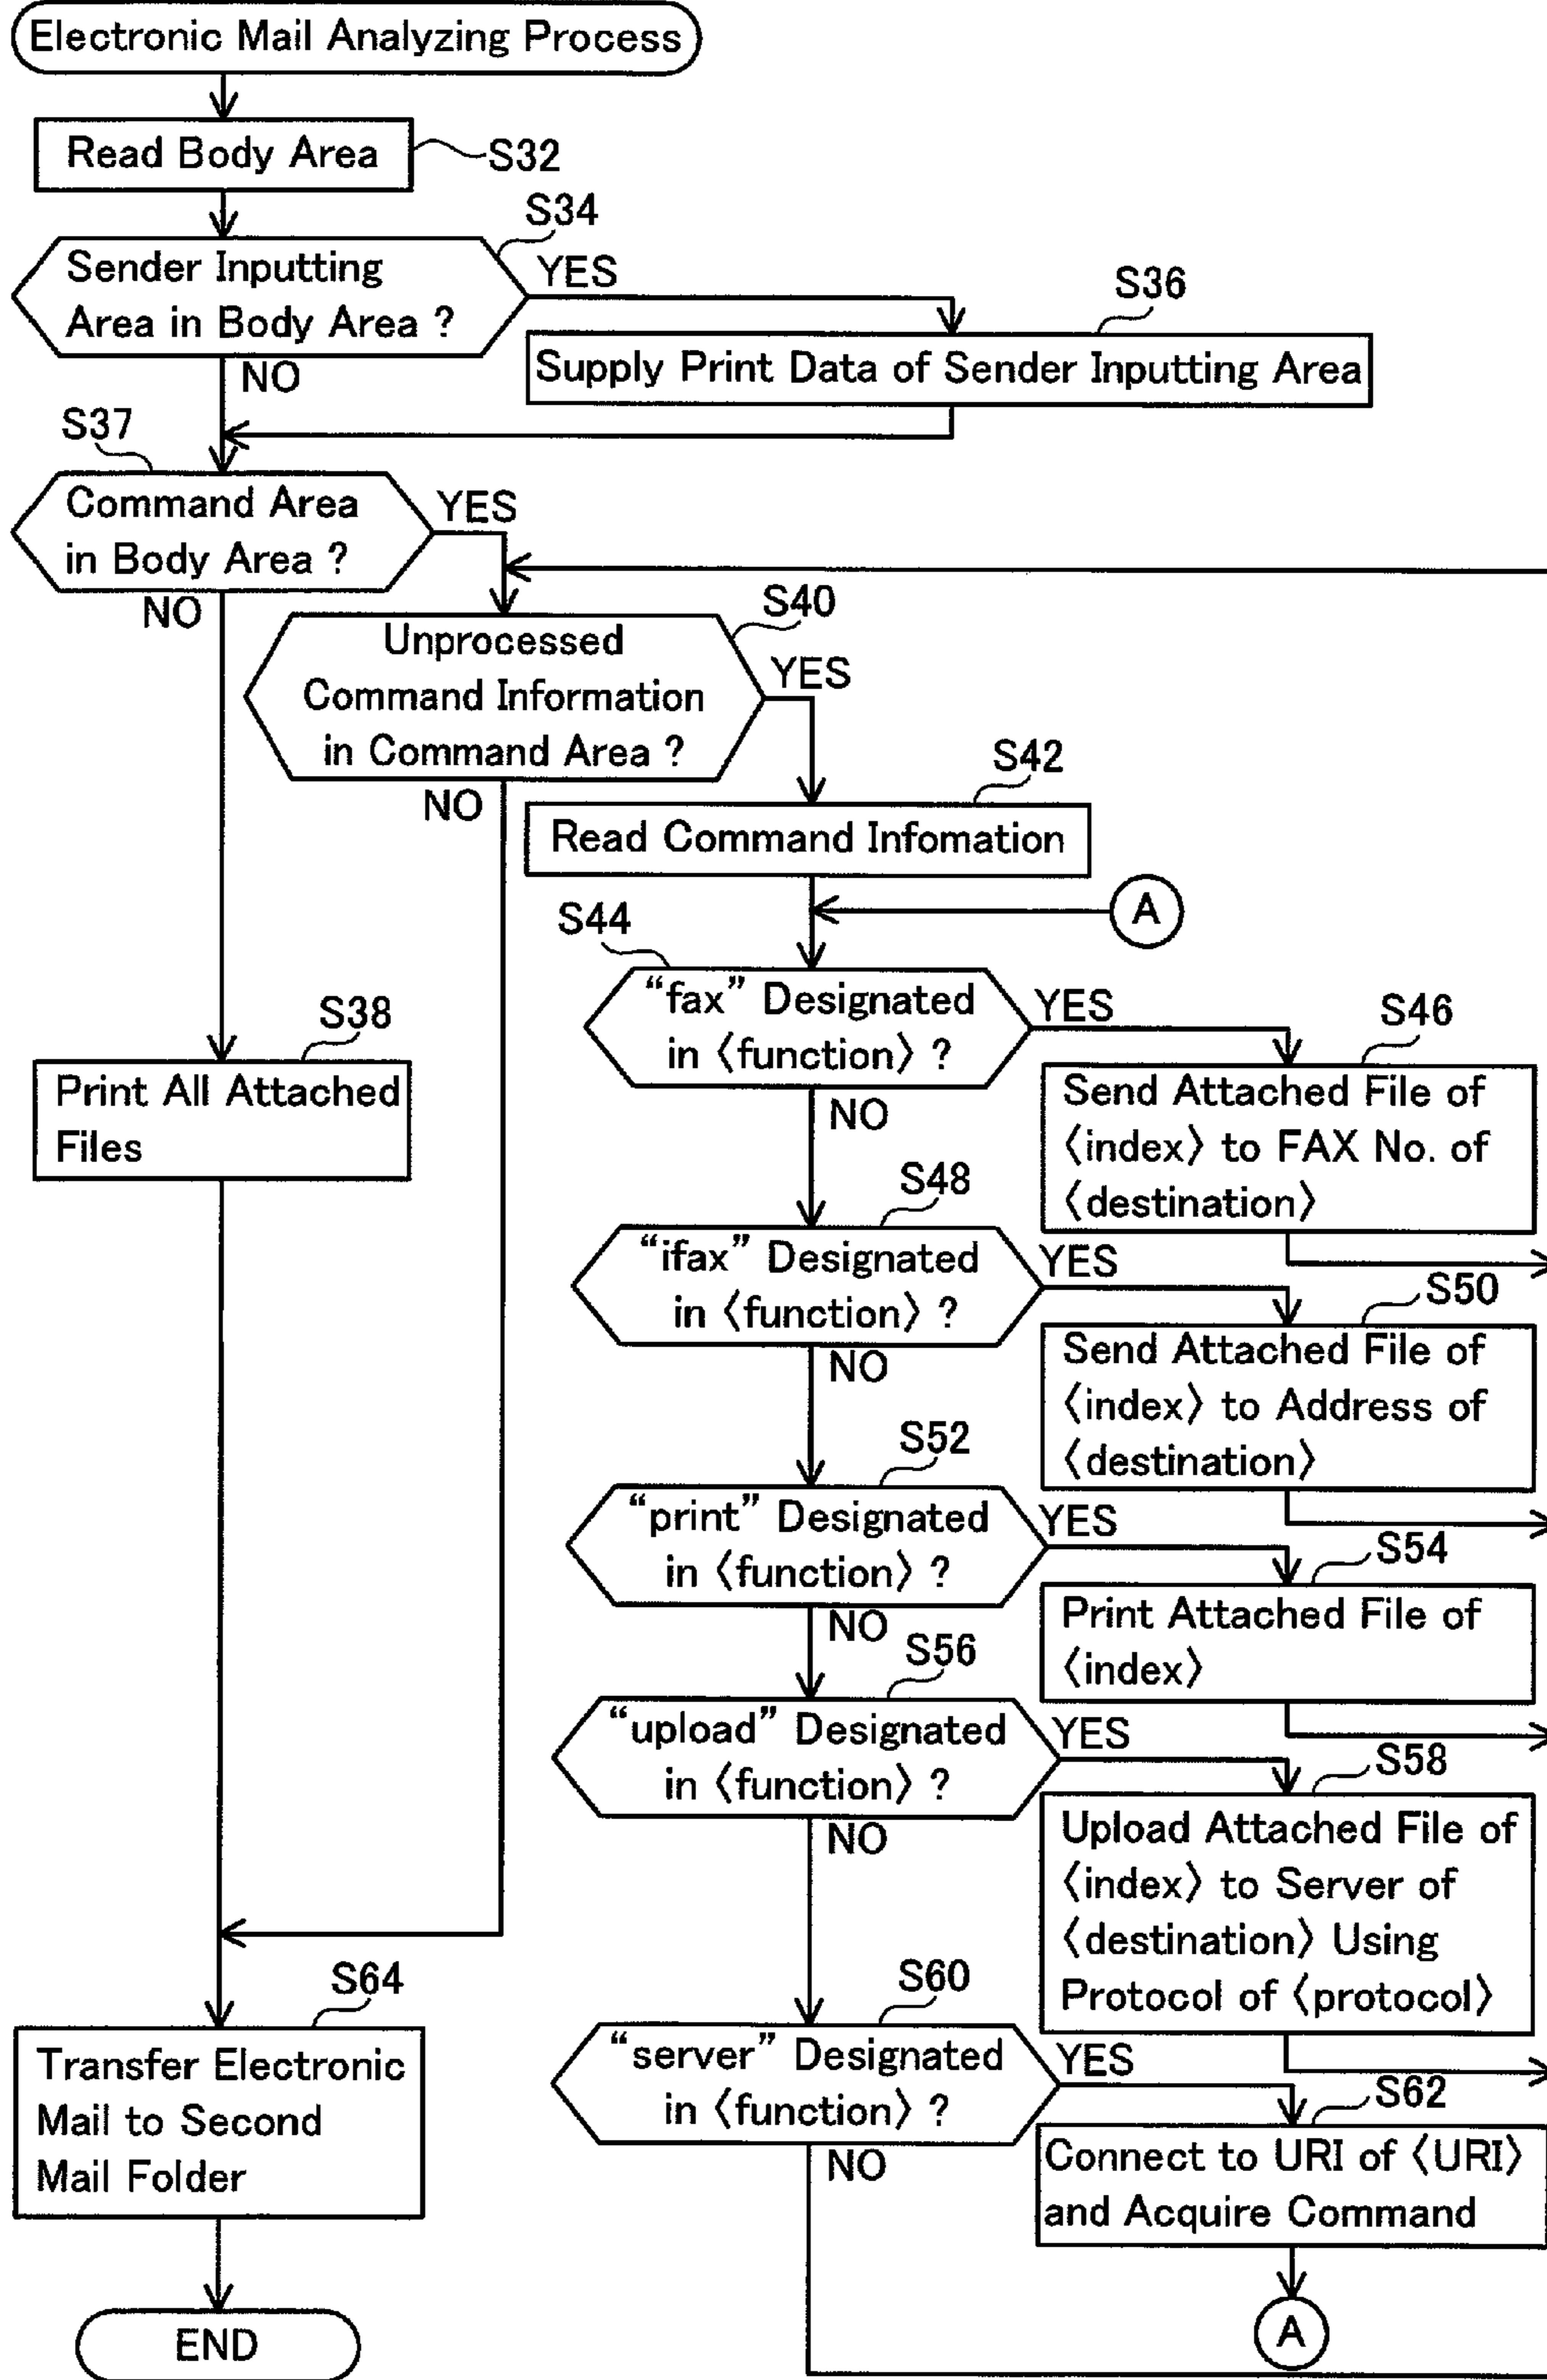 Electronic Mail Analyzing Process
Read Body Area
S32
S34
Sender Inputting
Area in Body Area ?
YES
NO
S36
Supply Print Data of Sender Inputting Area
S37
Command Area
in Body Area ?
YES
NO
S40
Unprocessed
Command Information
in Command Area ?
YES
NO
S42
Read Command Infomation
A
S44
“fax” Designated
in〈function〉?
YES
NO
S46
Send Attached File of
〈index〉to FAX No. of
〈destination〉
S38
Print All Attached
Files
S48
“ifax” Designated
in〈function〉?
YES
NO
S50
Send Attached File of
〈index〉to Address of
〈destination〉
S52
“print” Designated
in〈function〉?
YES
NO
S54
Print Attached File of
〈index〉
S56
“upload” Designated
in〈function〉?
YES
NO
S58
Upload Attached File of
〈index〉to Server of
〈destination〉Using
Protocol of〈protocol〉
S60
“server” Designated
in〈function〉?
YES
NO
S62
Connect to URI of〈URI〉
and Acquire Command
A
S64
Transfer Electronic
Mail to Second
Mail Folder
END